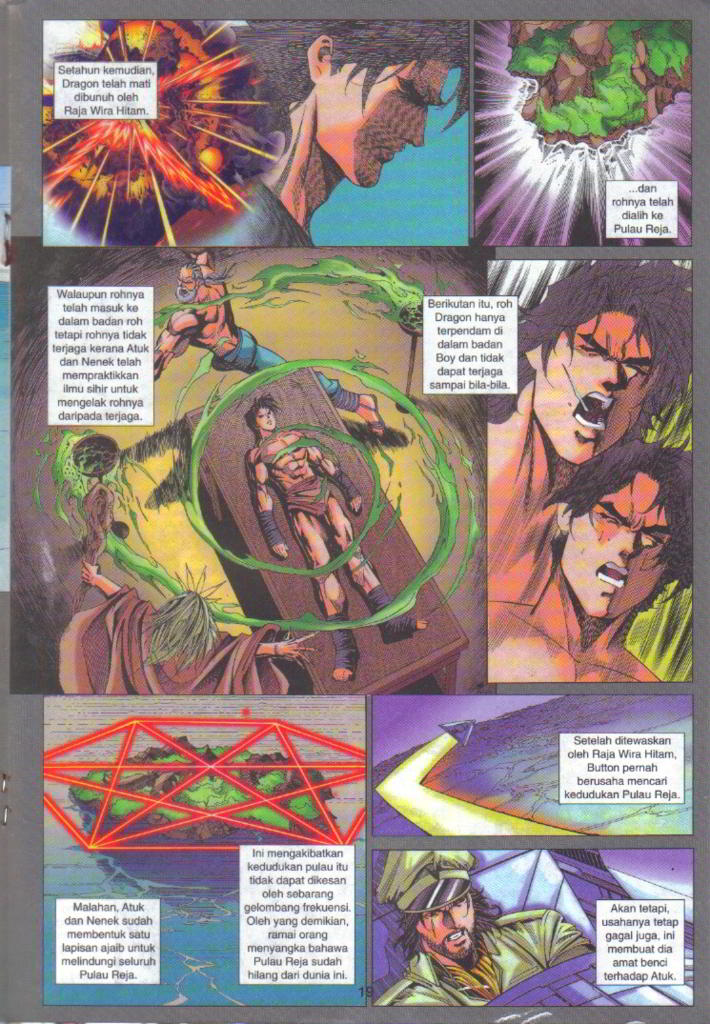 Setahun kemudian,
Dragon telah mati
dibunuh oleh
Raja Wira Hitam.
...dan
rohnya telah
dialih ke
Pulau Reja.
Walaupun rohnya
telah masuk ke
dalam badan roh
tetapi rohnya tidak
terjaga kerana Atuk
dan Nenek telah
mempraktikkan
ilmu sihir untuk
mengelak rohnya
daripada terjaga.
Berikutan itu, roh
Dragon hanya
terpendam di
dalam badan
Boy dan tidak
dapat terjaga
sampai bila-bila.
Malahan, Atuk
dan Nenek sudah
membentuk satu
lapisan ajaib untuk
melindungi seluruh
Pulau Reja.
Ini mengakibatkan
kedudukan pulau itu
tidak dapat dikesan
oleh sebarang
gelombang frekuensi.
Oleh yang demikian,
ramai orang
menyangka bahawa
Pulau Reja sudah
hilang dari dunia ini.
Setelah ditewaskan
oleh Raja Wira Hitam,
Button pernah
berusaha mencari
kedudukan Pulau Reja.
Akan tetapi,
usahanya tetap
gagal juga, ini
membuat dia
amat benci
terhadap Atuk.